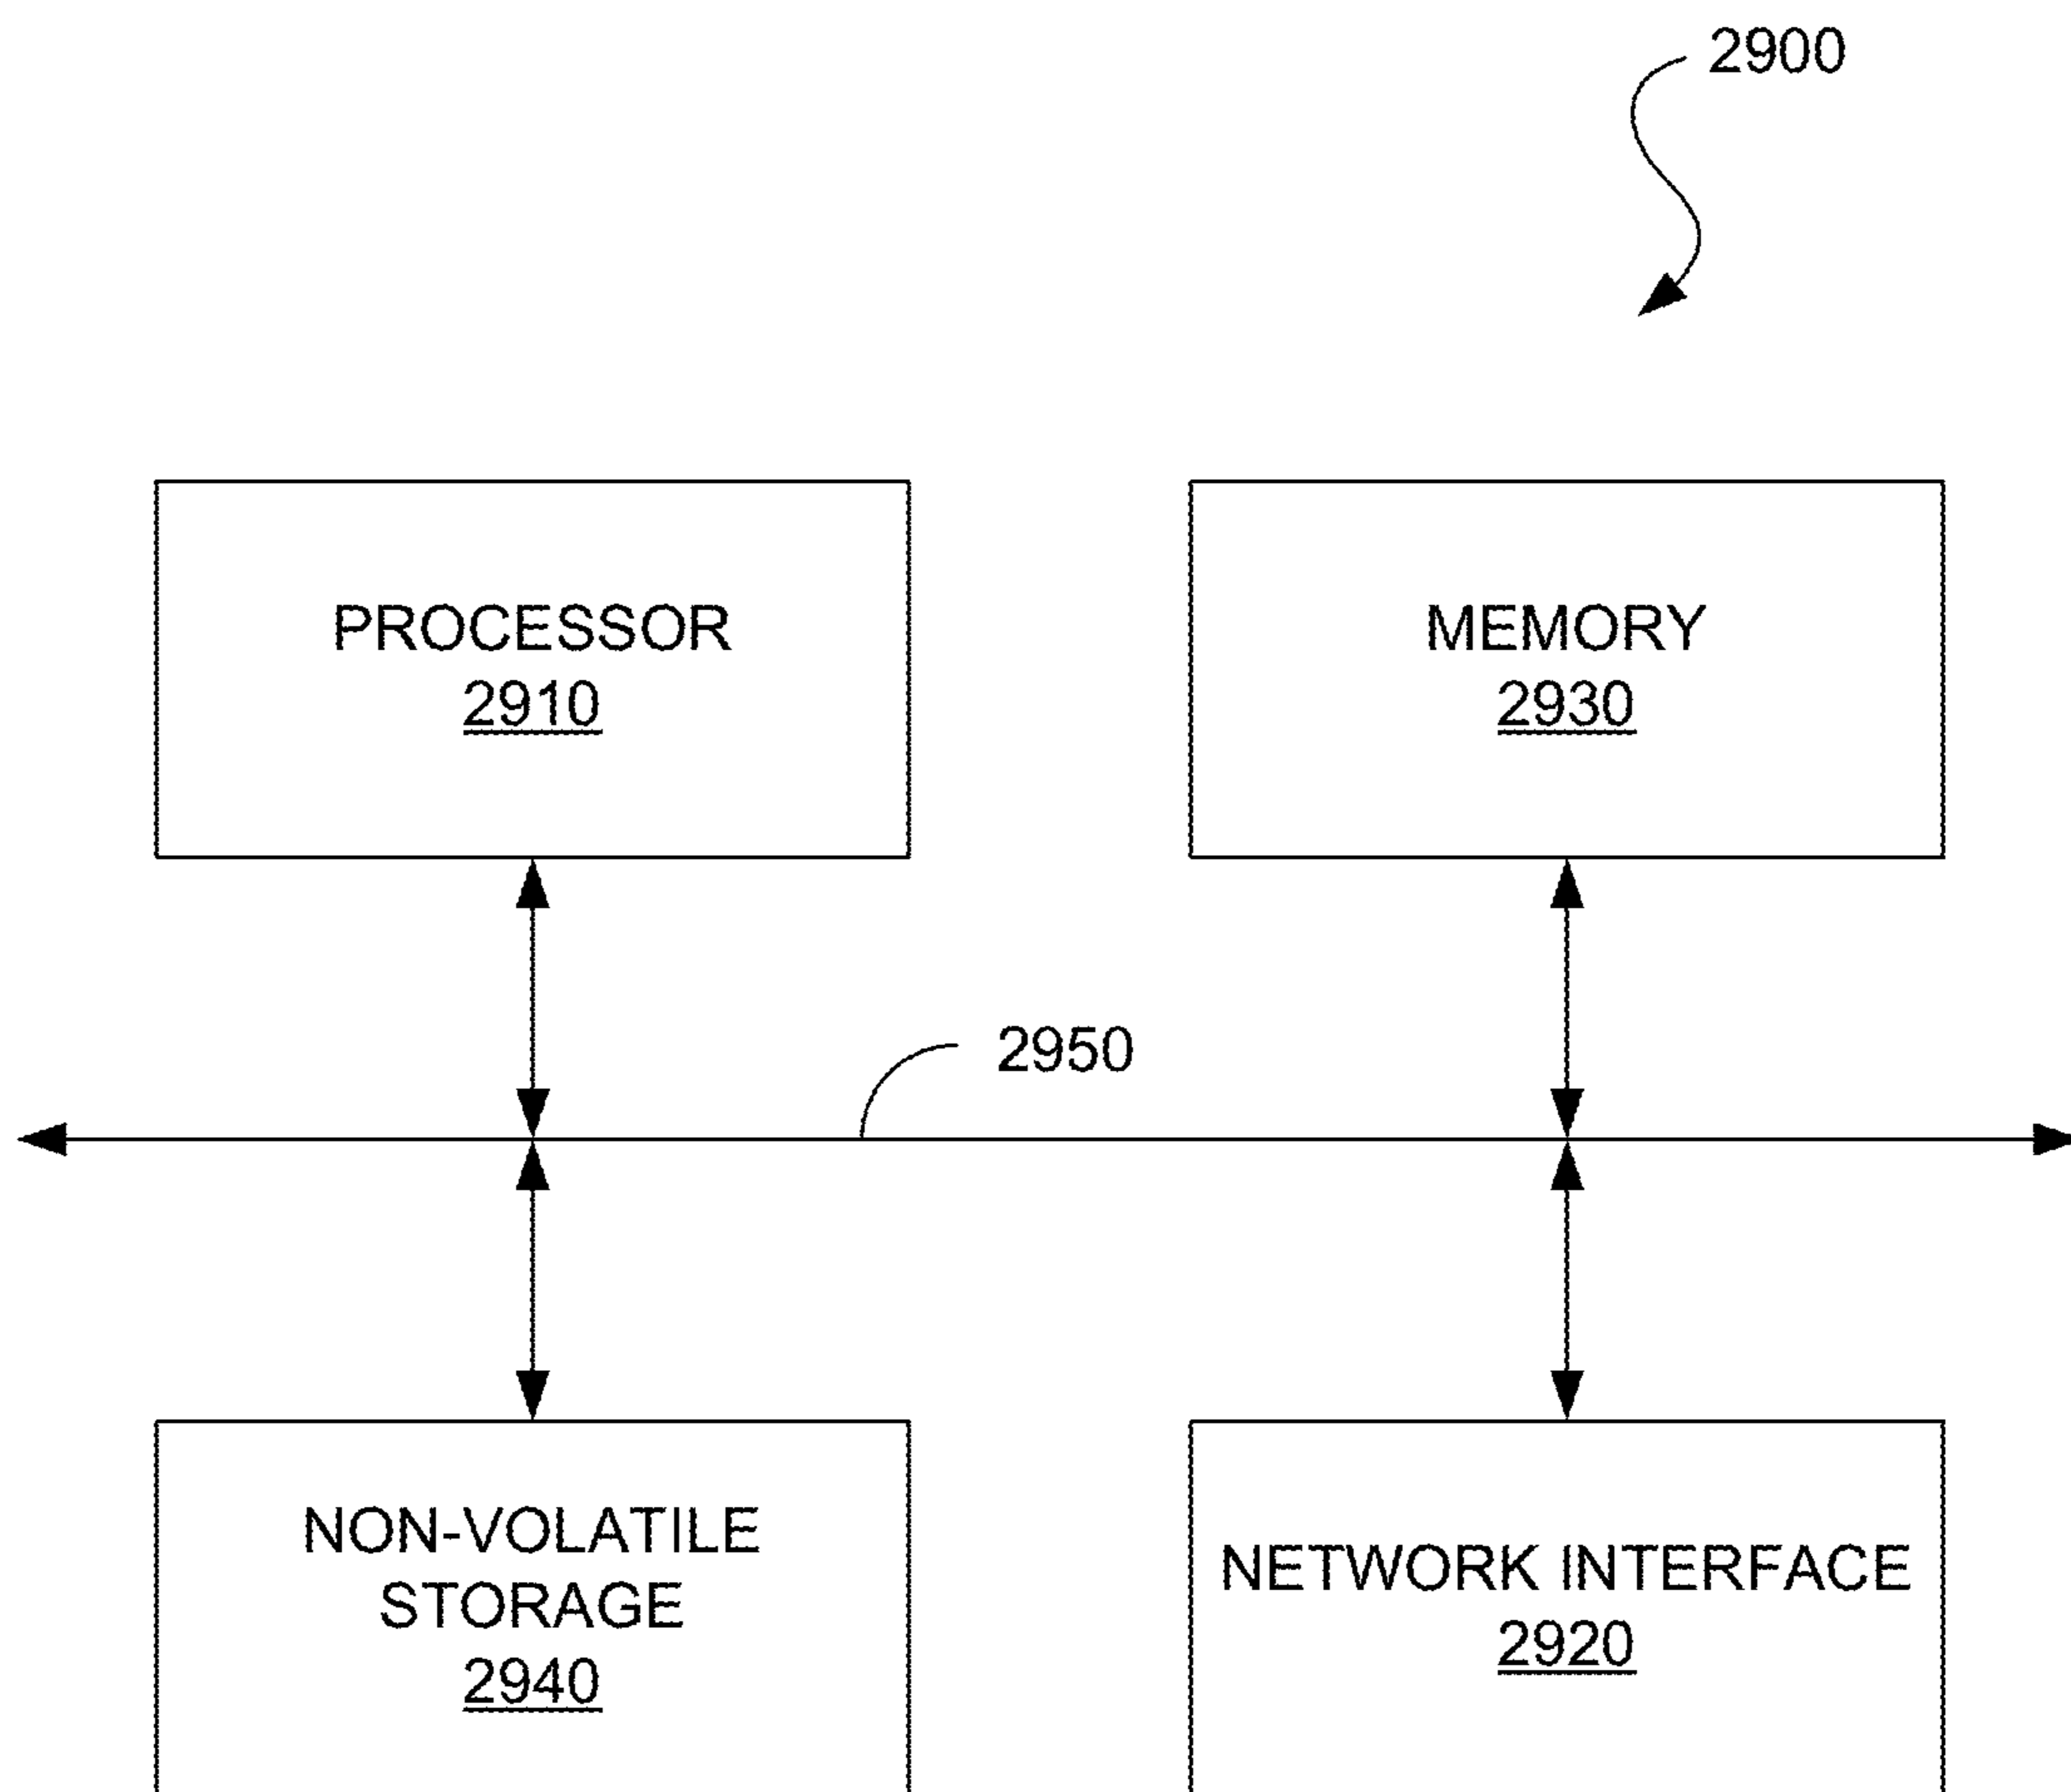 2900
PROCESSOR
2910
MEMORY
2930
2950
NON-VOLATILE
STORAGE
2940
NETWORK INTERFACE
2920